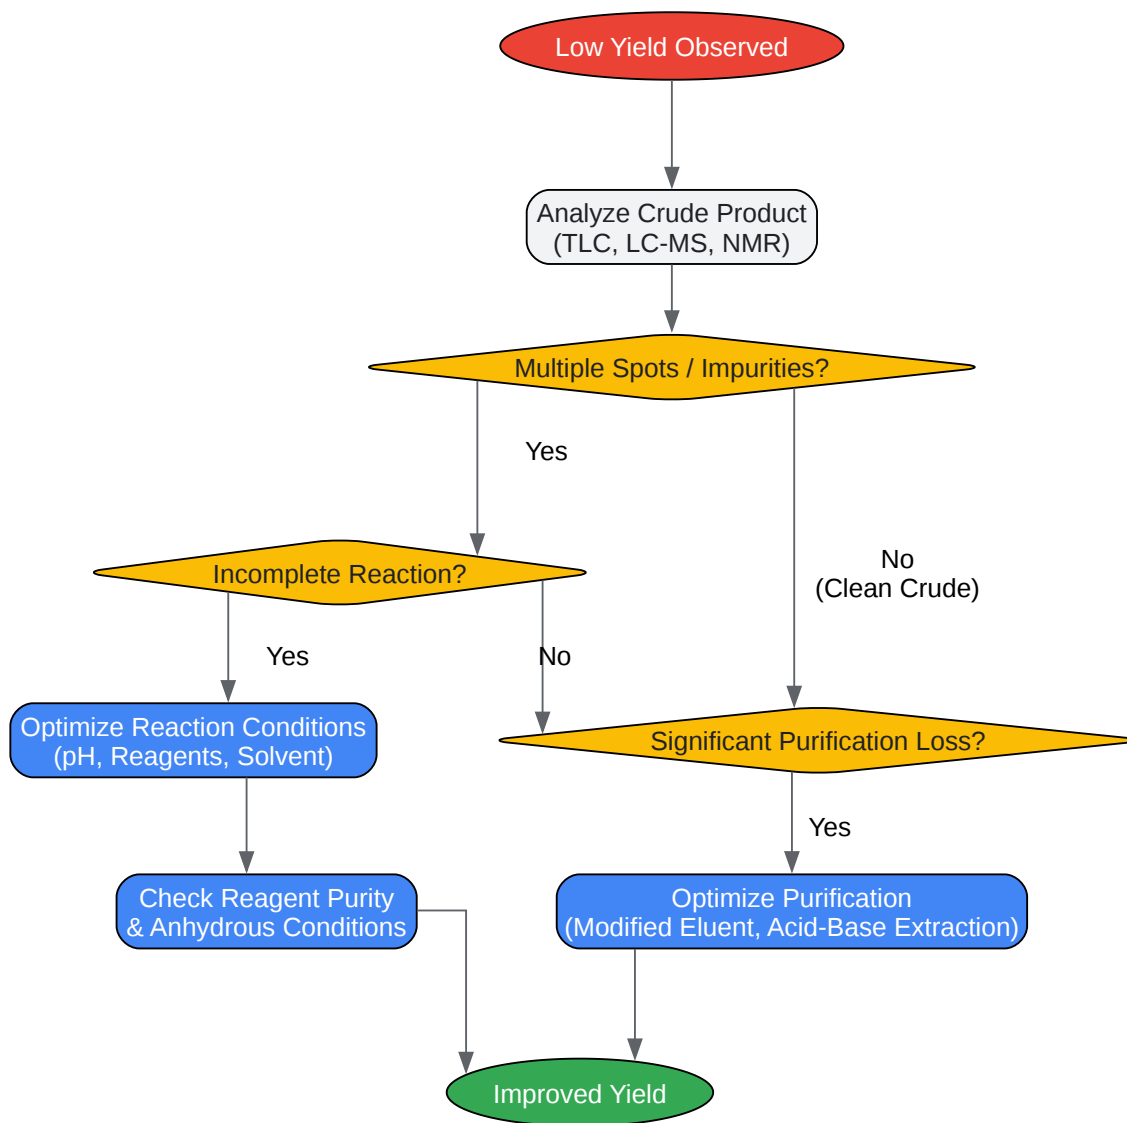 Low Yield Observed
Analyze Crude Product
(TLC, LC-MS, NMR)
Multiple Spots / Impurities?
Yes
No
(Clean Crude)
Incomplete Reaction?
Yes
No
Optimize Reaction Conditions
(pH, Reagents, Solvent)
Significant Purification Loss?
Yes
Check Reagent Purity
& Anhydrous Conditions
Optimize Purification
(Modified Eluent, Acid-Base Extraction)
Improved Yield